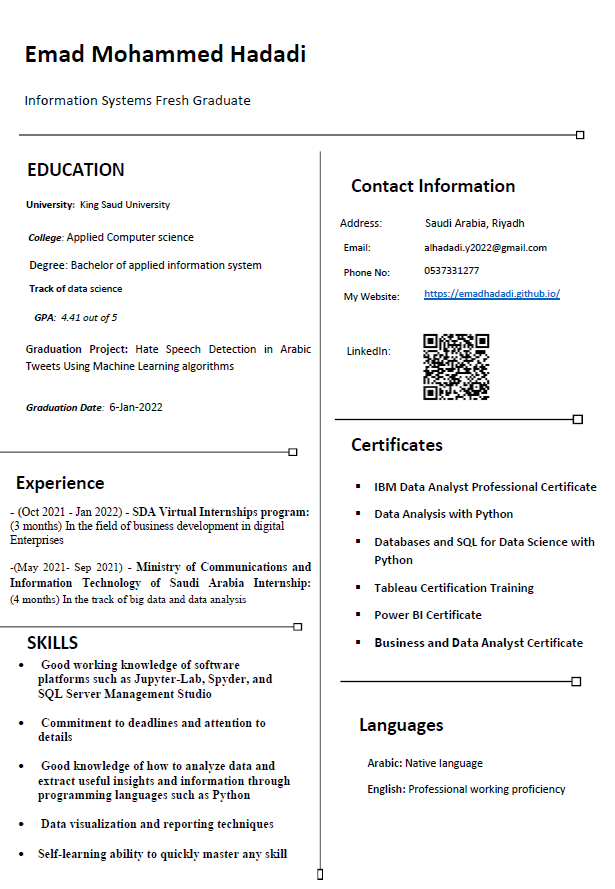 Emad Mohammed Hadadi
Information Systems Fresh Graduate
EDUCATION
University: King Saud University
College: Applied Computer science
Degree: Bachelor of applied information system
Track of data science
GPA: 4.41 out of 5
Graduation Project: Hate Speech Detection in Arabic
Tweets Using Machine Learning algorithms
Graduation Date: 6-Jan-2022
Experience
- (Oct 2021 - Jan 2022) - SDA Virtual Internships program:
(3 months) In the field of business development in digital
Enterprises
-(May 2021- Sep 2021) - Ministry of Communications and
Information Technology of Saudi Arabia Internship:
(4 months) In the track of big data and data analysis
SKILLS
• Good working knowledge of software
platforms such as Jupyter-Lab, Spyder, and
SQL Server Management Studio
• Commitment to deadlines and attention to
details
• Good knowledge of how to analyze data and
extract useful insights and information through
programming languages such as Python
• Data visualization and reporting techniques
• Self-learning ability to quickly master any skill
Contact Information
Address: Saudi Arabia, Riyadh
Email: alhadadi.y2022@gmail.com
Phone No: 0537331277
My Website: https://emadhadadi.github.io/
LinkedIn:
Certificates
▪ IBM Data Analyst Professional Certificate
▪ Data Analysis with Python
▪ Databases and SQL for Data Science with
Python
▪ Tableau Certification Training
▪ Power BI Certificate
▪ Business and Data Analyst Certificate
Languages
Arabic: Native language
English: Professional working proficiency